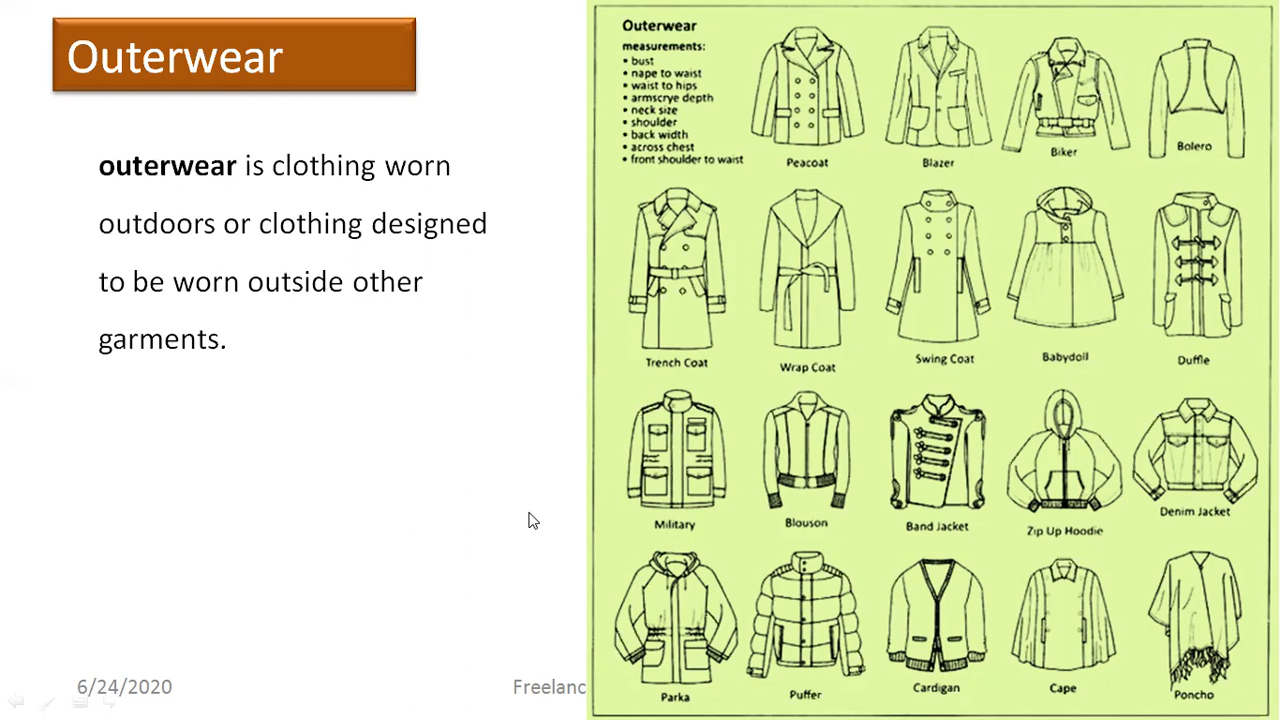 Outerwear
outerwear is clothing worn
outdoors or clothing designed
to be worn outside other
garments.
6/24/2020
Freelanc
Outerwear
measurements:
• bust
• nape to waist
• waist to hips
• armscrye depth
• neck size
• shoulder
• back width
• across chest
• front shoulder to waist
Peacoat
Blazer
Biker
Bolero
Trench Coat
Wrap Coat
Swing Coat
Babydoll
Duffle
Military
Blouson
Band Jacket
Zip Up Hoodie
Denim Jacket
Parka
Puffer
Cardigan
Cape
Poncho